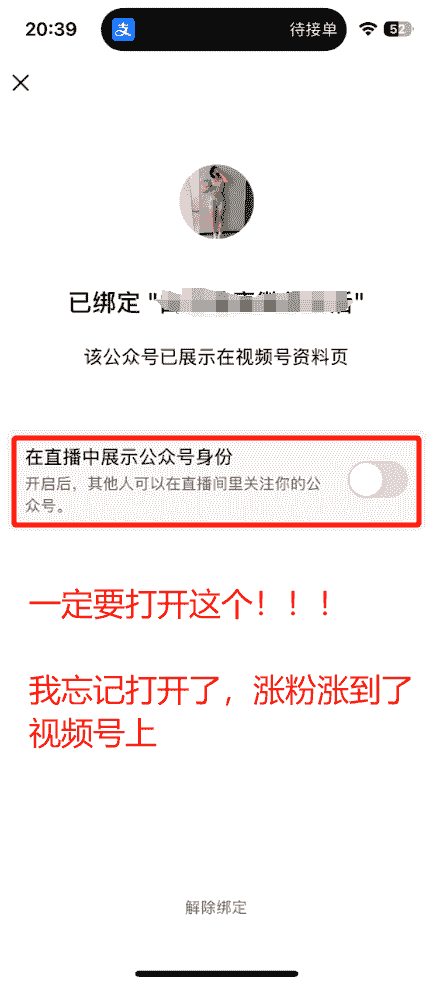 20:39
支
待接单
52
已绑定 "
"
该公众号已展示在视频号资料页
在直播中展示公众号身份
开启后，其他人可以在直播间里关注你的公
众号。
一定要打开这个！！！
我忘记打开了，涨粉涨到了
视频号上
解除绑定